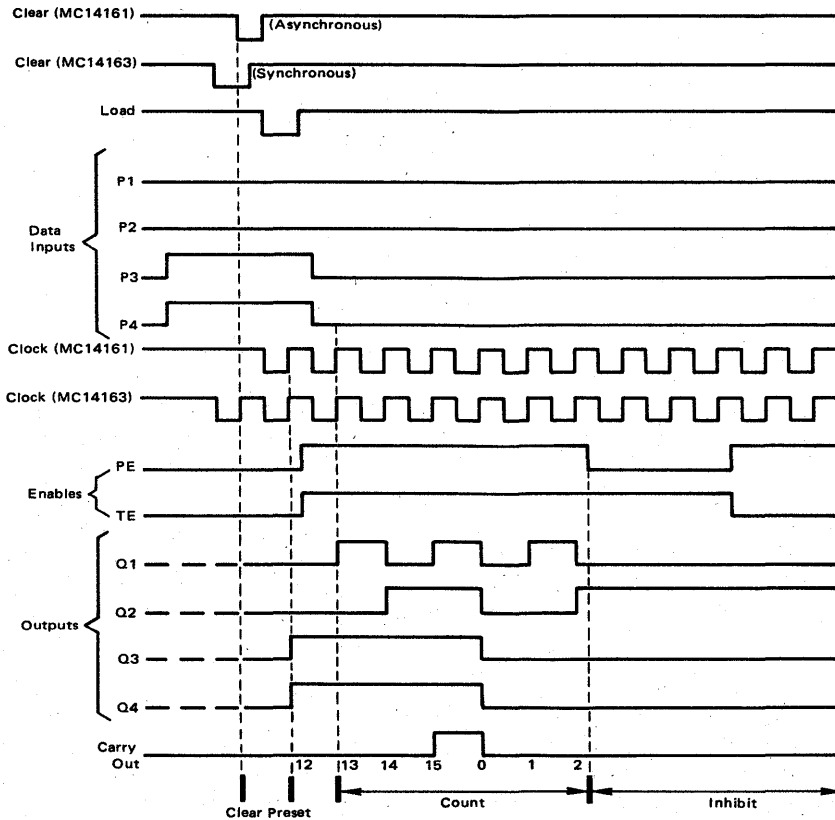 Clear (MC14161)
(Asynchronous)
Clear (MC14163)
(Synchronous)
Load
P1
P2
Data
Inputs
P3
P4
Clock (MC14161)
Clock (MC14163)
PE
Enables
TE
Q1
Q2
Outputs
Q3
Q4
Carry
Out
12 13 14 15 0 1 2
Clear Preset
Count
Inhibit